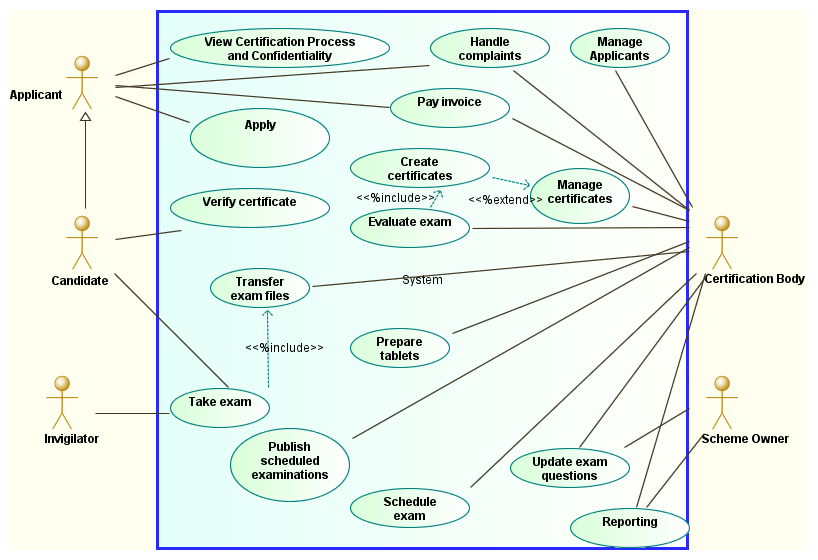 View Certification Process
and Confidentiality
Handle
complaints
Manage
Applicants
Applicant
Pay invoice
Apply
Create
certificates
<<%include>>
<<%extend>>
Manage
certificates
Verify certificate
Evaluate exam
Candidate
Transfer
exam files
System
Certification Body
<<%include>>
Prepare
tablets
Take exam
Invigilator
Publish
scheduled
examinations
Scheme Owner
Update exam
questions
Schedule
exam
Reporting